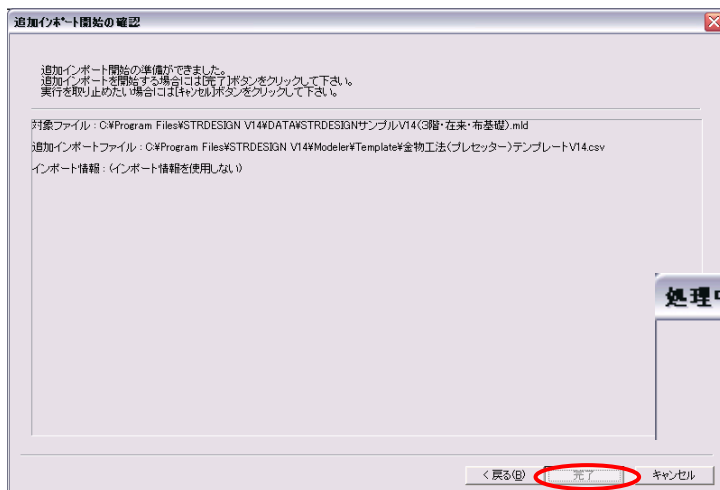 追加インポート開始の確認
追加インポート開始の準備ができました。
追加インポートを開始する場合には[完了]ボタンをクリックして下さい。
実行を取り止めたい場合には[キャンセル]ボタンをクリックして下さい。
対象ファイル : C:¥Program Files¥STRDESIGN V14¥DATA¥STRDESIGNサンプルV14(3階・在来・布基礎).mld
追加インポートファイル : C:¥Program Files¥STRDESIGN V14¥Modeler¥Template¥金物工法(プレセッター)テンプレートV14.csv
インポート情報 : (インポート情報を使用しない)
処理中
< 戻る(B) 完了 キャンセル